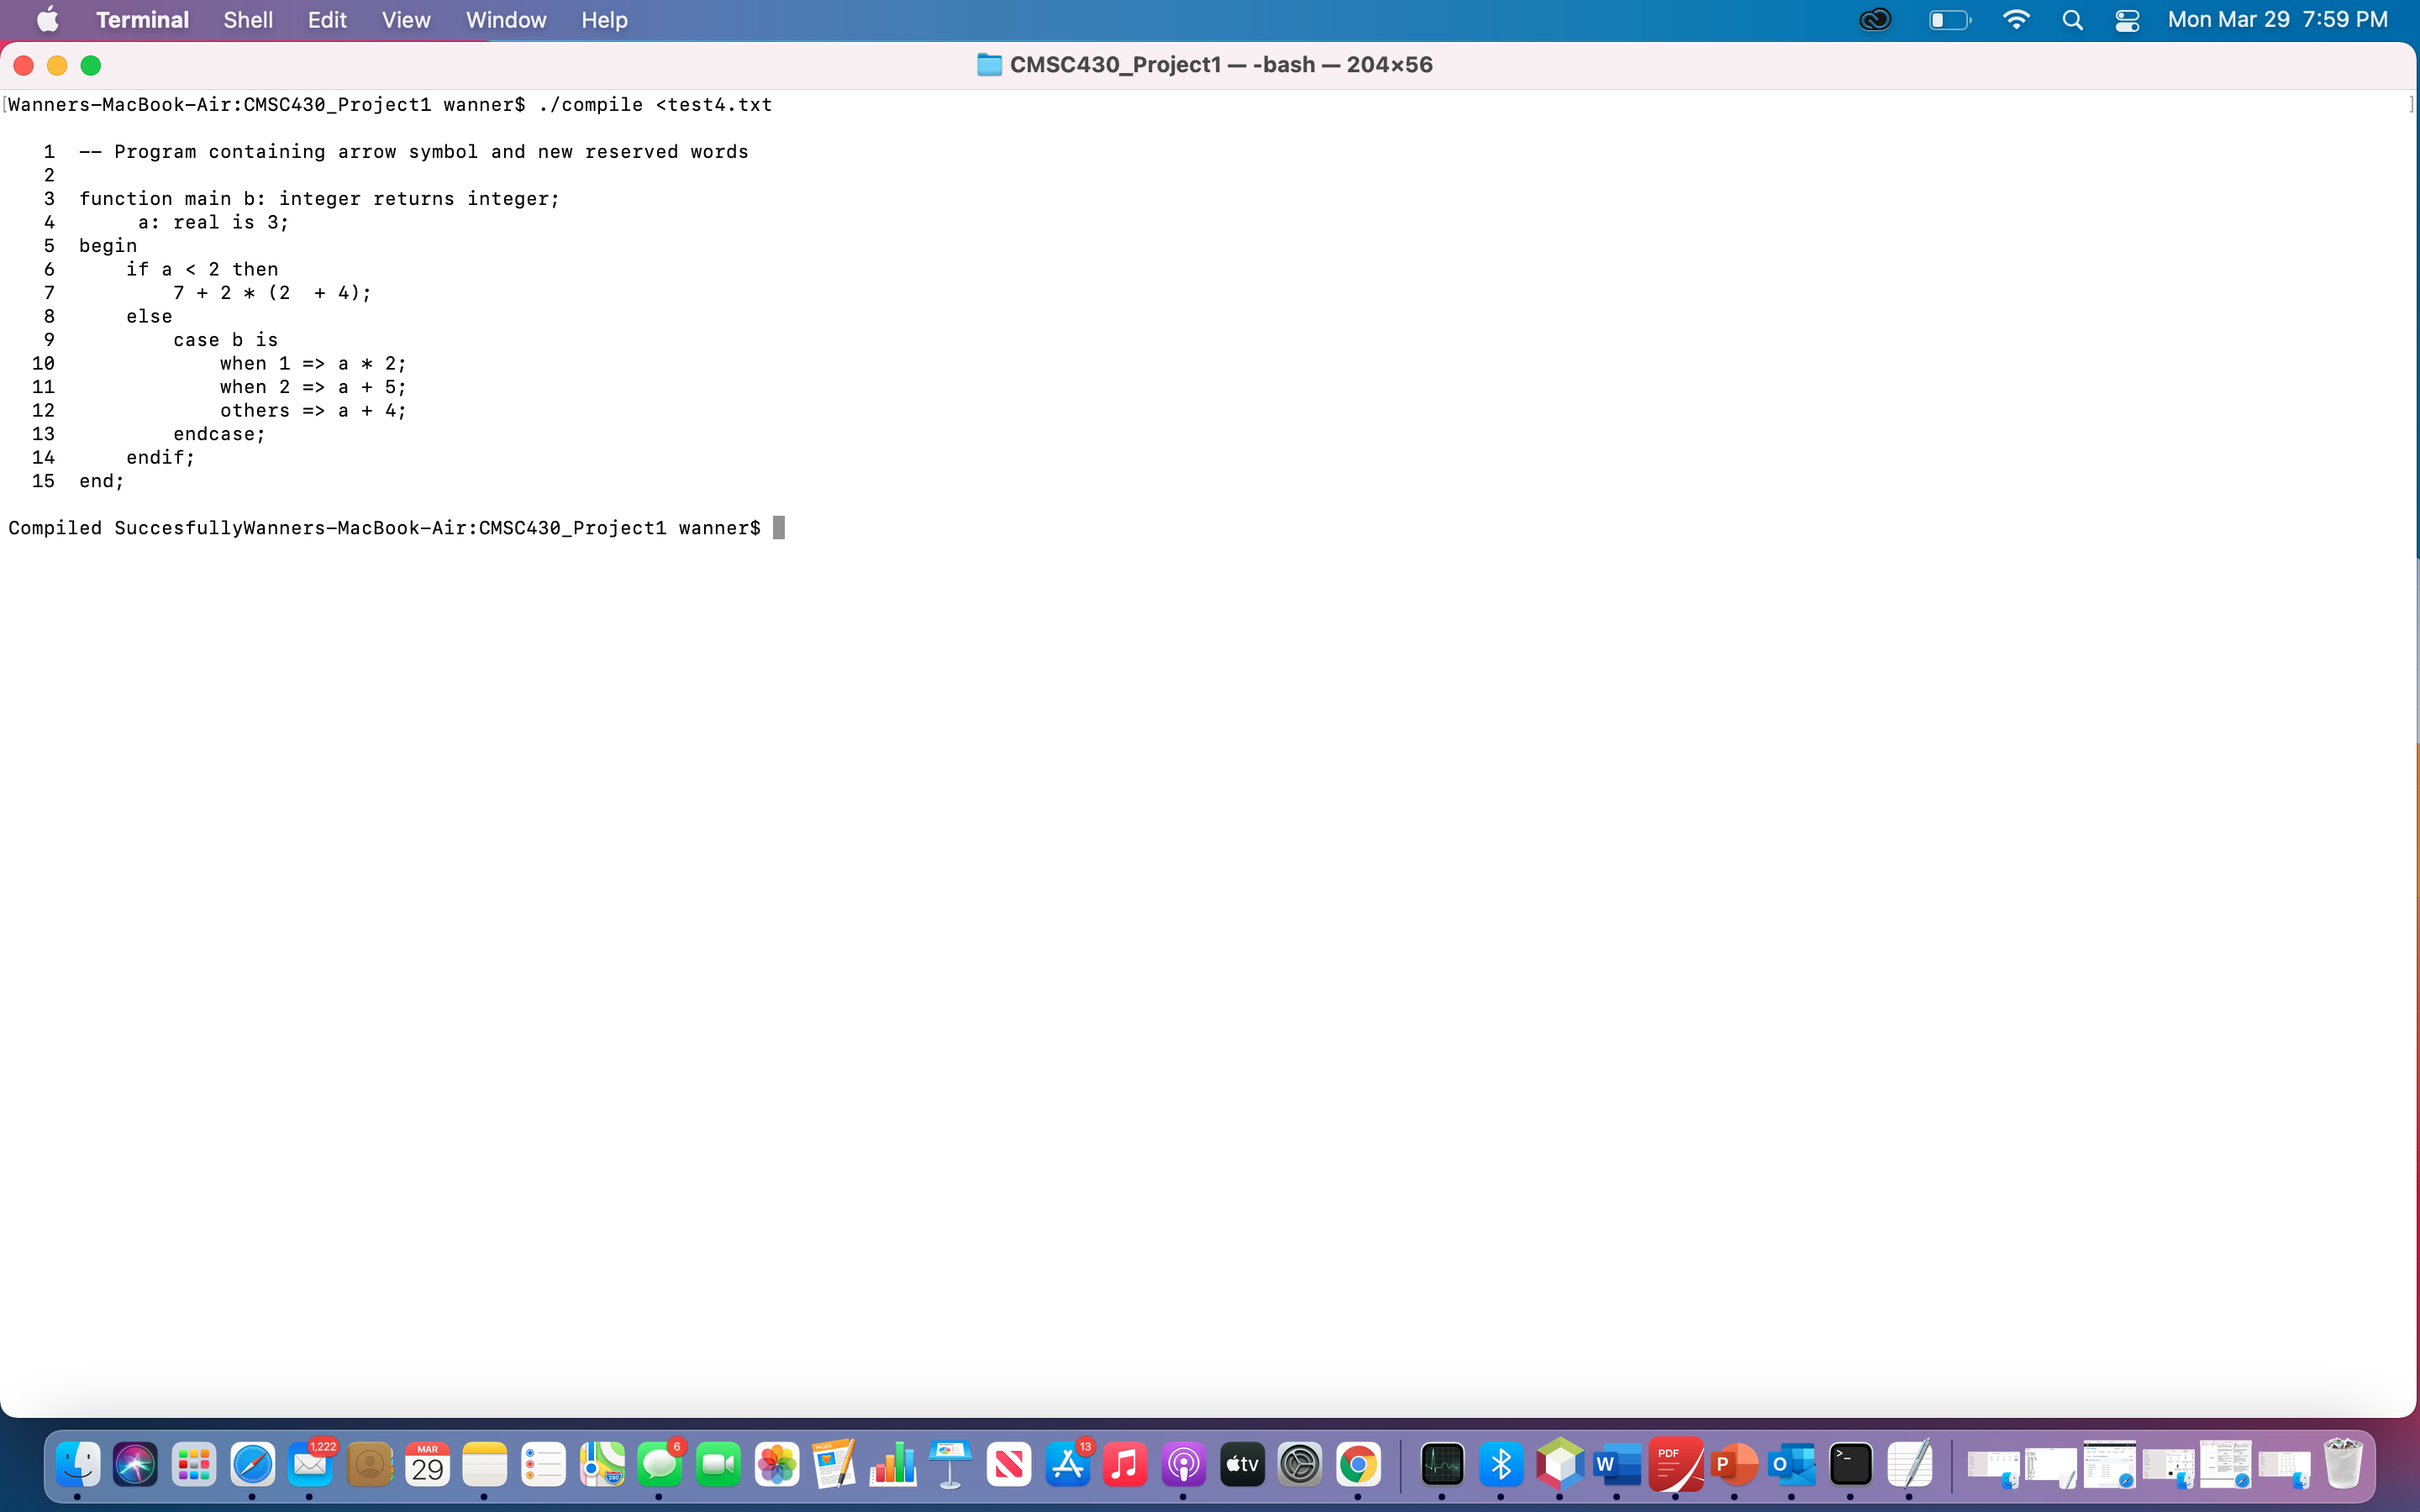 Terminal Shell Edit View Window Help Mon Mar 29 7:59 PM
CMSC430_Project1 — -bash — 204×56
[Wanners-MacBook-Air:CMSC430_Project1 wanner$ ./compile <test4.txt ]
1 -- Program containing arrow symbol and new reserved words
2
3 function main b: integer returns integer;
4 a: real is 3;
5 begin
6 if a < 2 then
7 7 + 2 * (2  + 4);
8 else
9 case b is
10 when 1 => a * 2;
11 when 2 => a + 5;
12 others => a + 4;
13 endcase;
14 endif;
15 end;
Compiled SuccesfullyWanners-MacBook-Air:CMSC430_Project1 wanner$
1,222 MAR 29 280 6 PAGES 13 tv W PDF P O >_